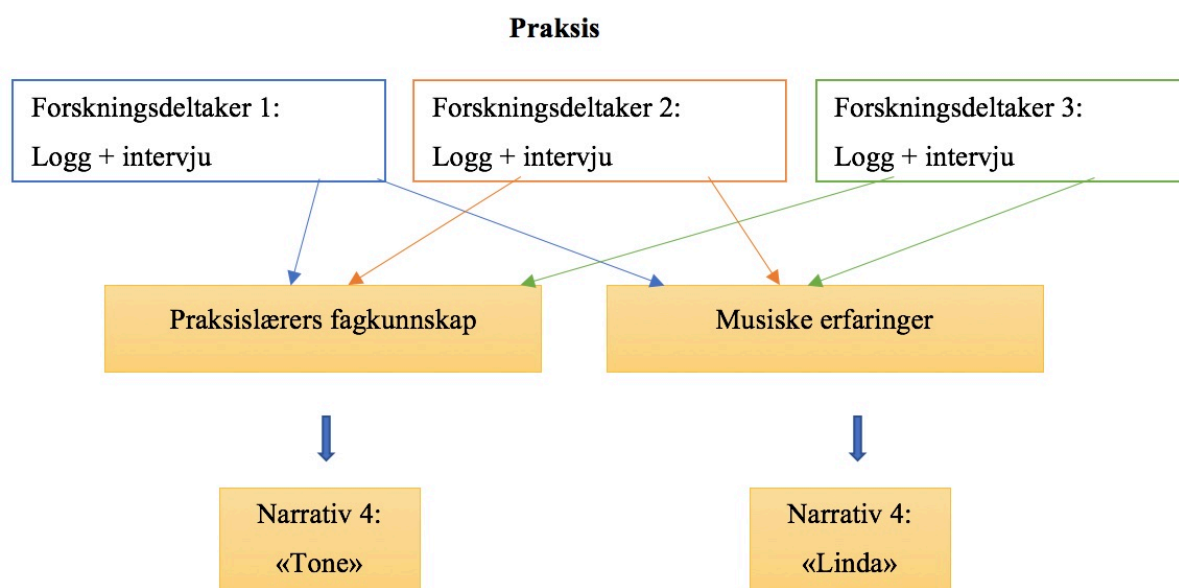 Praksis
Forskningsdeltaker 1:
Logg + intervju
Forskningsdeltaker 2:
Logg + intervju
Forskningsdeltaker 3:
Logg + intervju
Praksislærers fagkunnskap
Musiske erfaringer
Narrativ 4:
«Tone»
Narrativ 4:
«Linda»